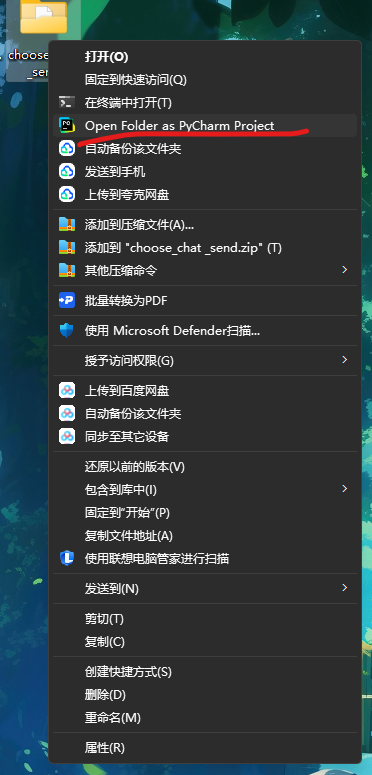 choose
_sen
打开(O)
固定到快速访问(Q)
在终端中打开(T)
Open Folder as PyCharm Project
自动备份该文件夹
发送到手机
上传到夸克网盘
添加到压缩文件(A)...
添加到 "choose_chat _send.zip" (T)
其他压缩命令
批量转换为PDF
使用 Microsoft Defender扫描...
授予访问权限(G)
上传到百度网盘
自动备份该文件夹
同步至其它设备
还原以前的版本(V)
包含到库中(I)
固定到"开始"(P)
复制文件地址(A)
使用联想电脑管家进行扫描
发送到(N)
剪切(T)
复制(C)
创建快捷方式(S)
删除(D)
重命名(M)
属性(R)